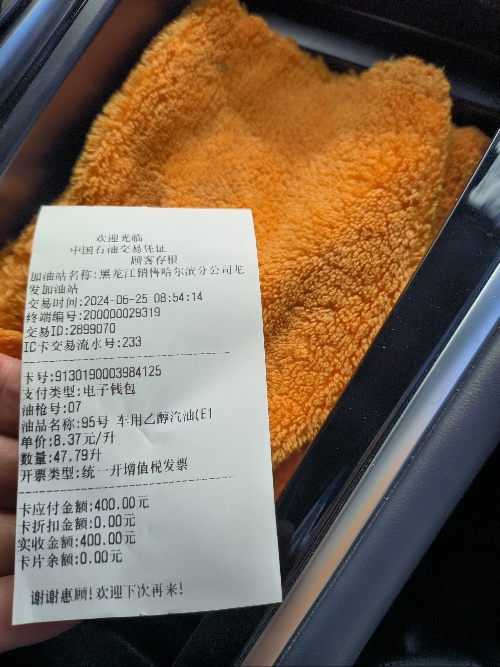 欢迎光临
中国石油交易凭证
顾客存根
加油站名称:黑龙江销售哈尔滨分公司龙
发加油站
交易时间:2024-06-25 08:54:14
终端编号:200000029319
交易ID:2899070
IC卡交易流水号:233
卡号:9130190003984125
支付类型:电子钱包
油枪号:07
油品名称:95号 车用乙醇汽油(E1
单价:8.37元/升
数量:47.79升
开票类型:统一开增值税发票
卡应付金额:400.00元
卡折扣金额:0.00元
实收金额:400.00元
卡片余额:0.00元
谢谢惠顾!欢迎下次再来!